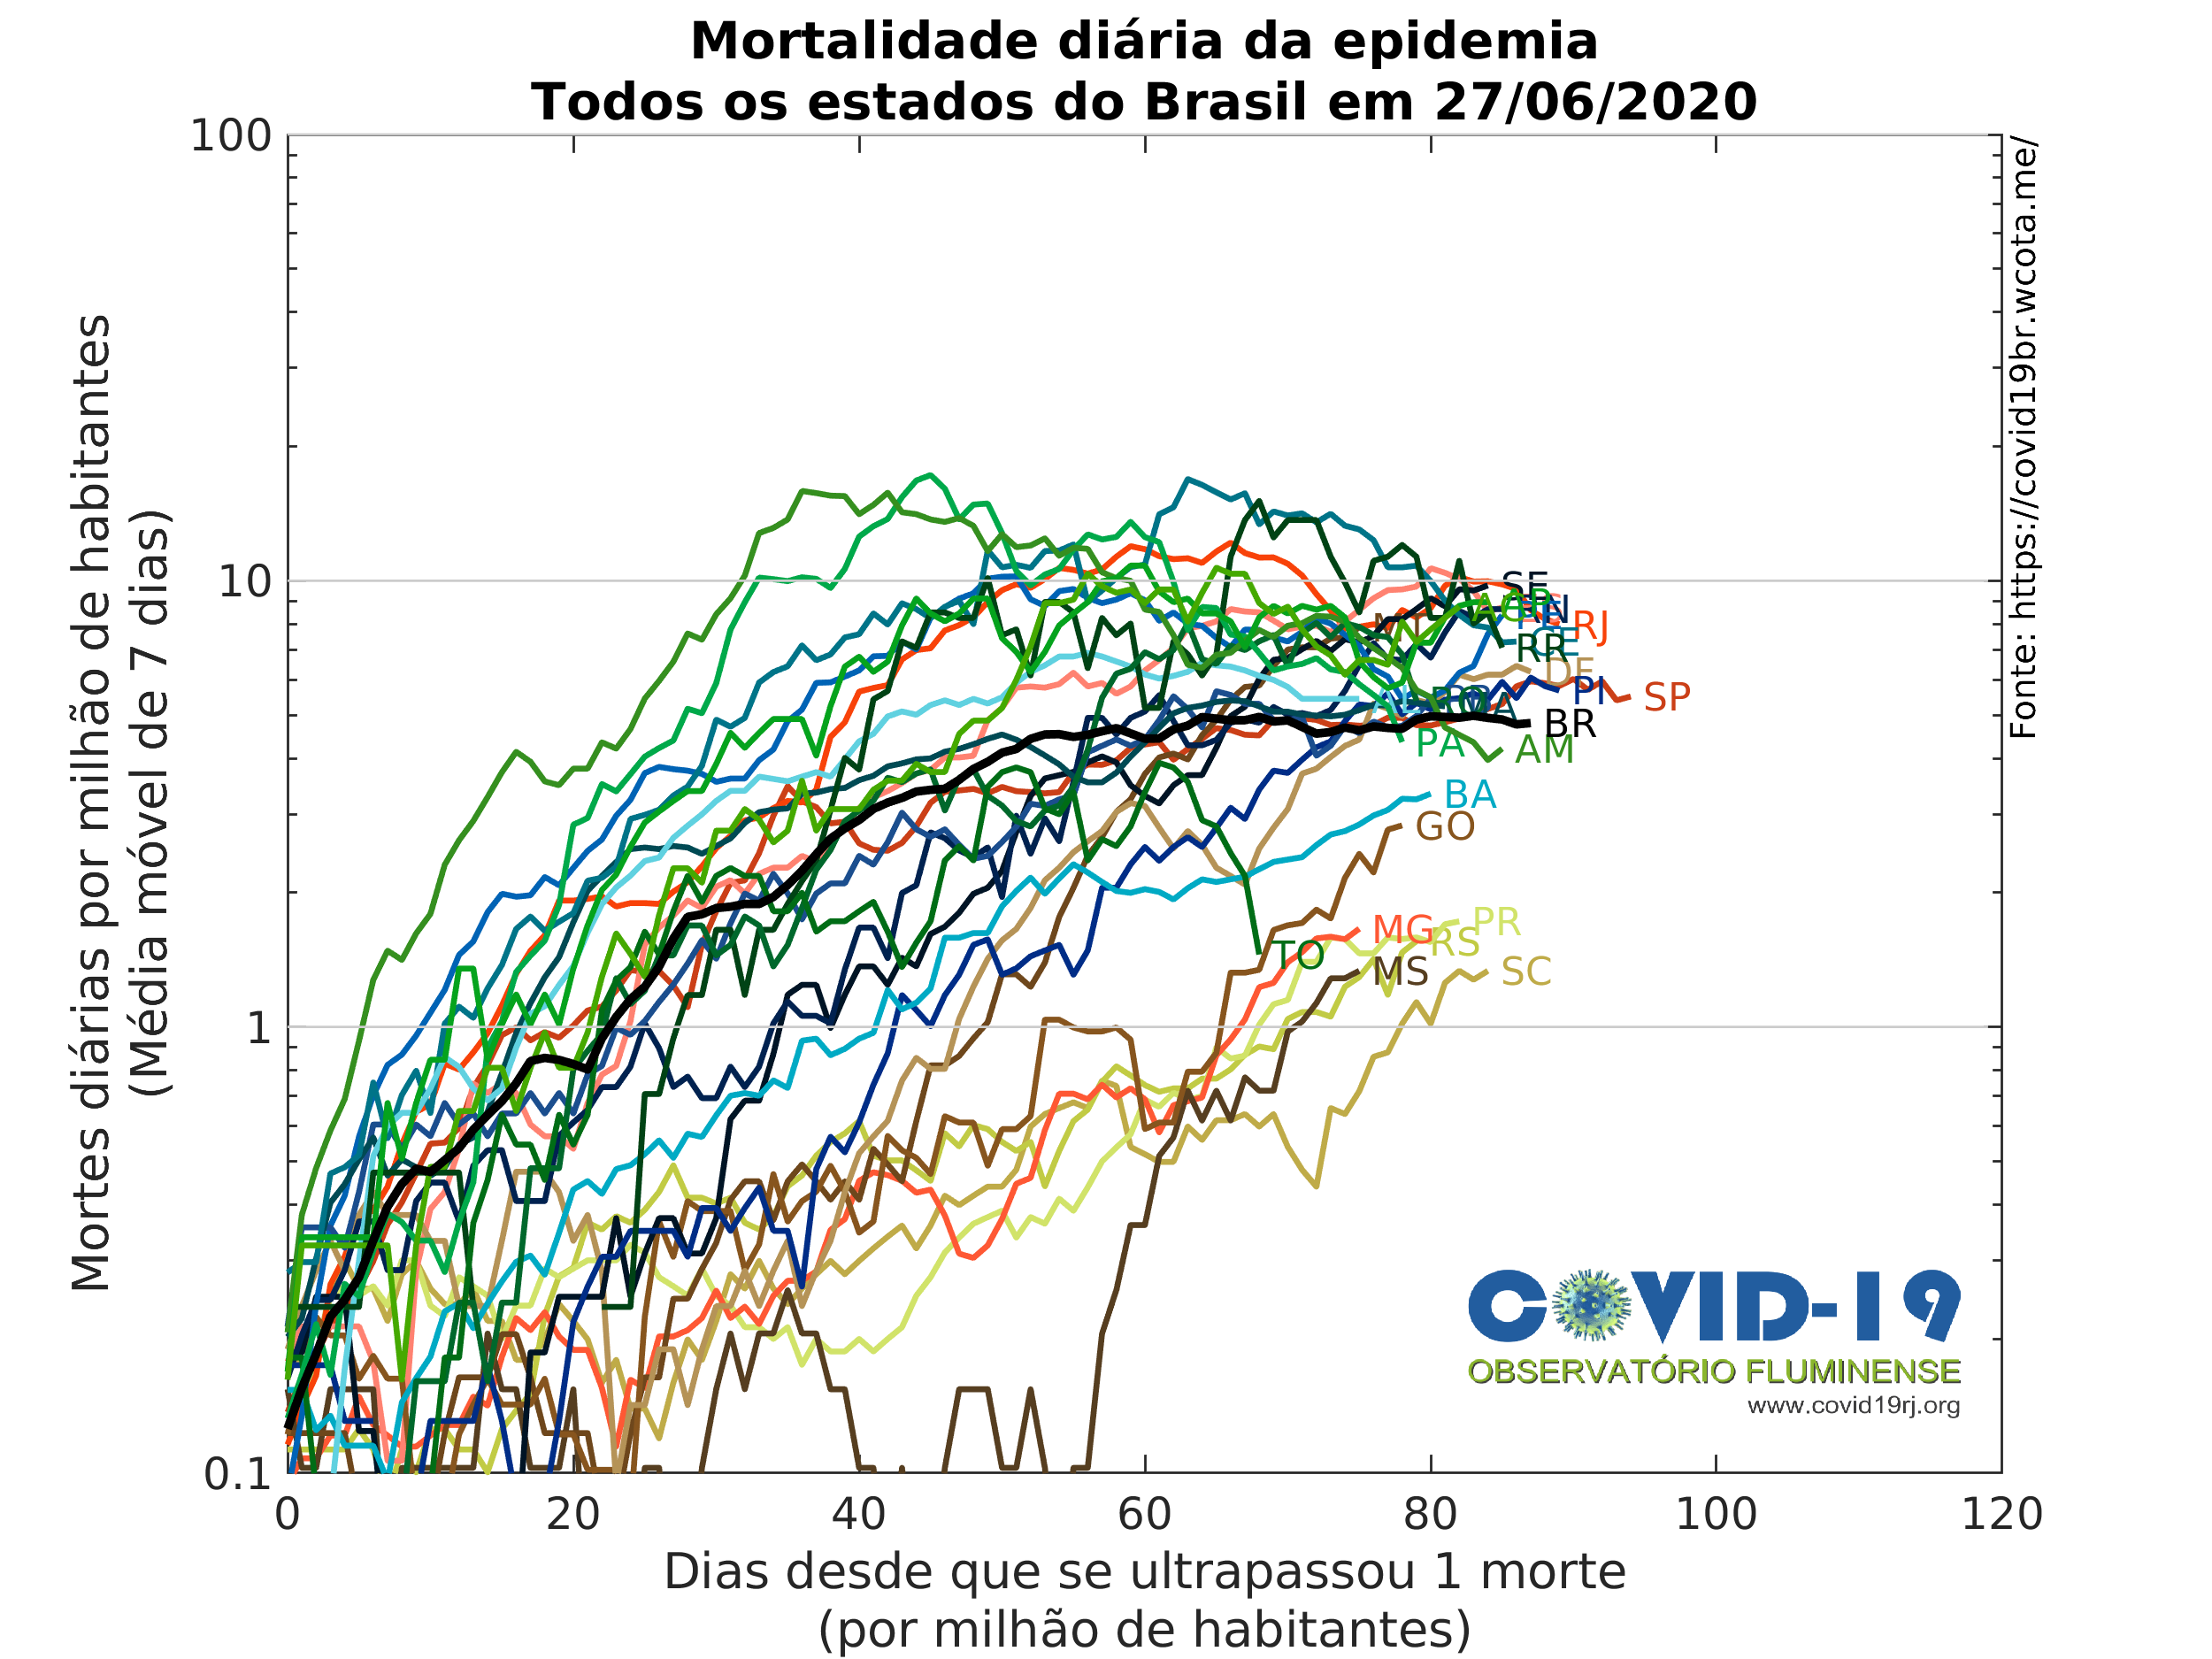 Mortalidade diária da epidemia
Todos os estados do Brasil em 27/06/2020
Mortes diárias por milhão de habitantes
(Média móvel de 7 dias)
100
10
1
0.1
0
20
40
60
80
100
120
Dias desde que se ultrapassou 1 morte
(por milhão de habitantes)
Fonte: https://covid19br.wcota.me/
SE
RN
RJ
CE
RR
DF
PI
SP
BR
PA
AM
BA
GO
MG
PR
RS
TO
MS
SC
COVID-19
OBSERVATÓRIO FLUMINENSE
www.covid19rj.org